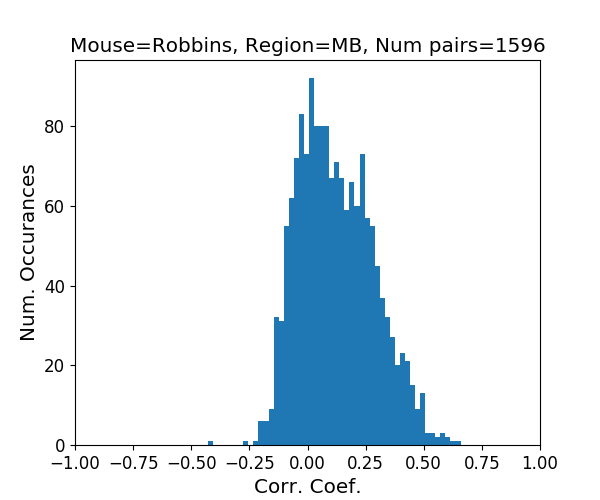 Mouse=Robbins, Region=MB, Num pairs=1596
80
60
40
20
0
Num. Occurances
−1.00 −0.75 −0.50 −0.25 0.00 0.25 0.50 0.75 1.00
Corr. Coef.